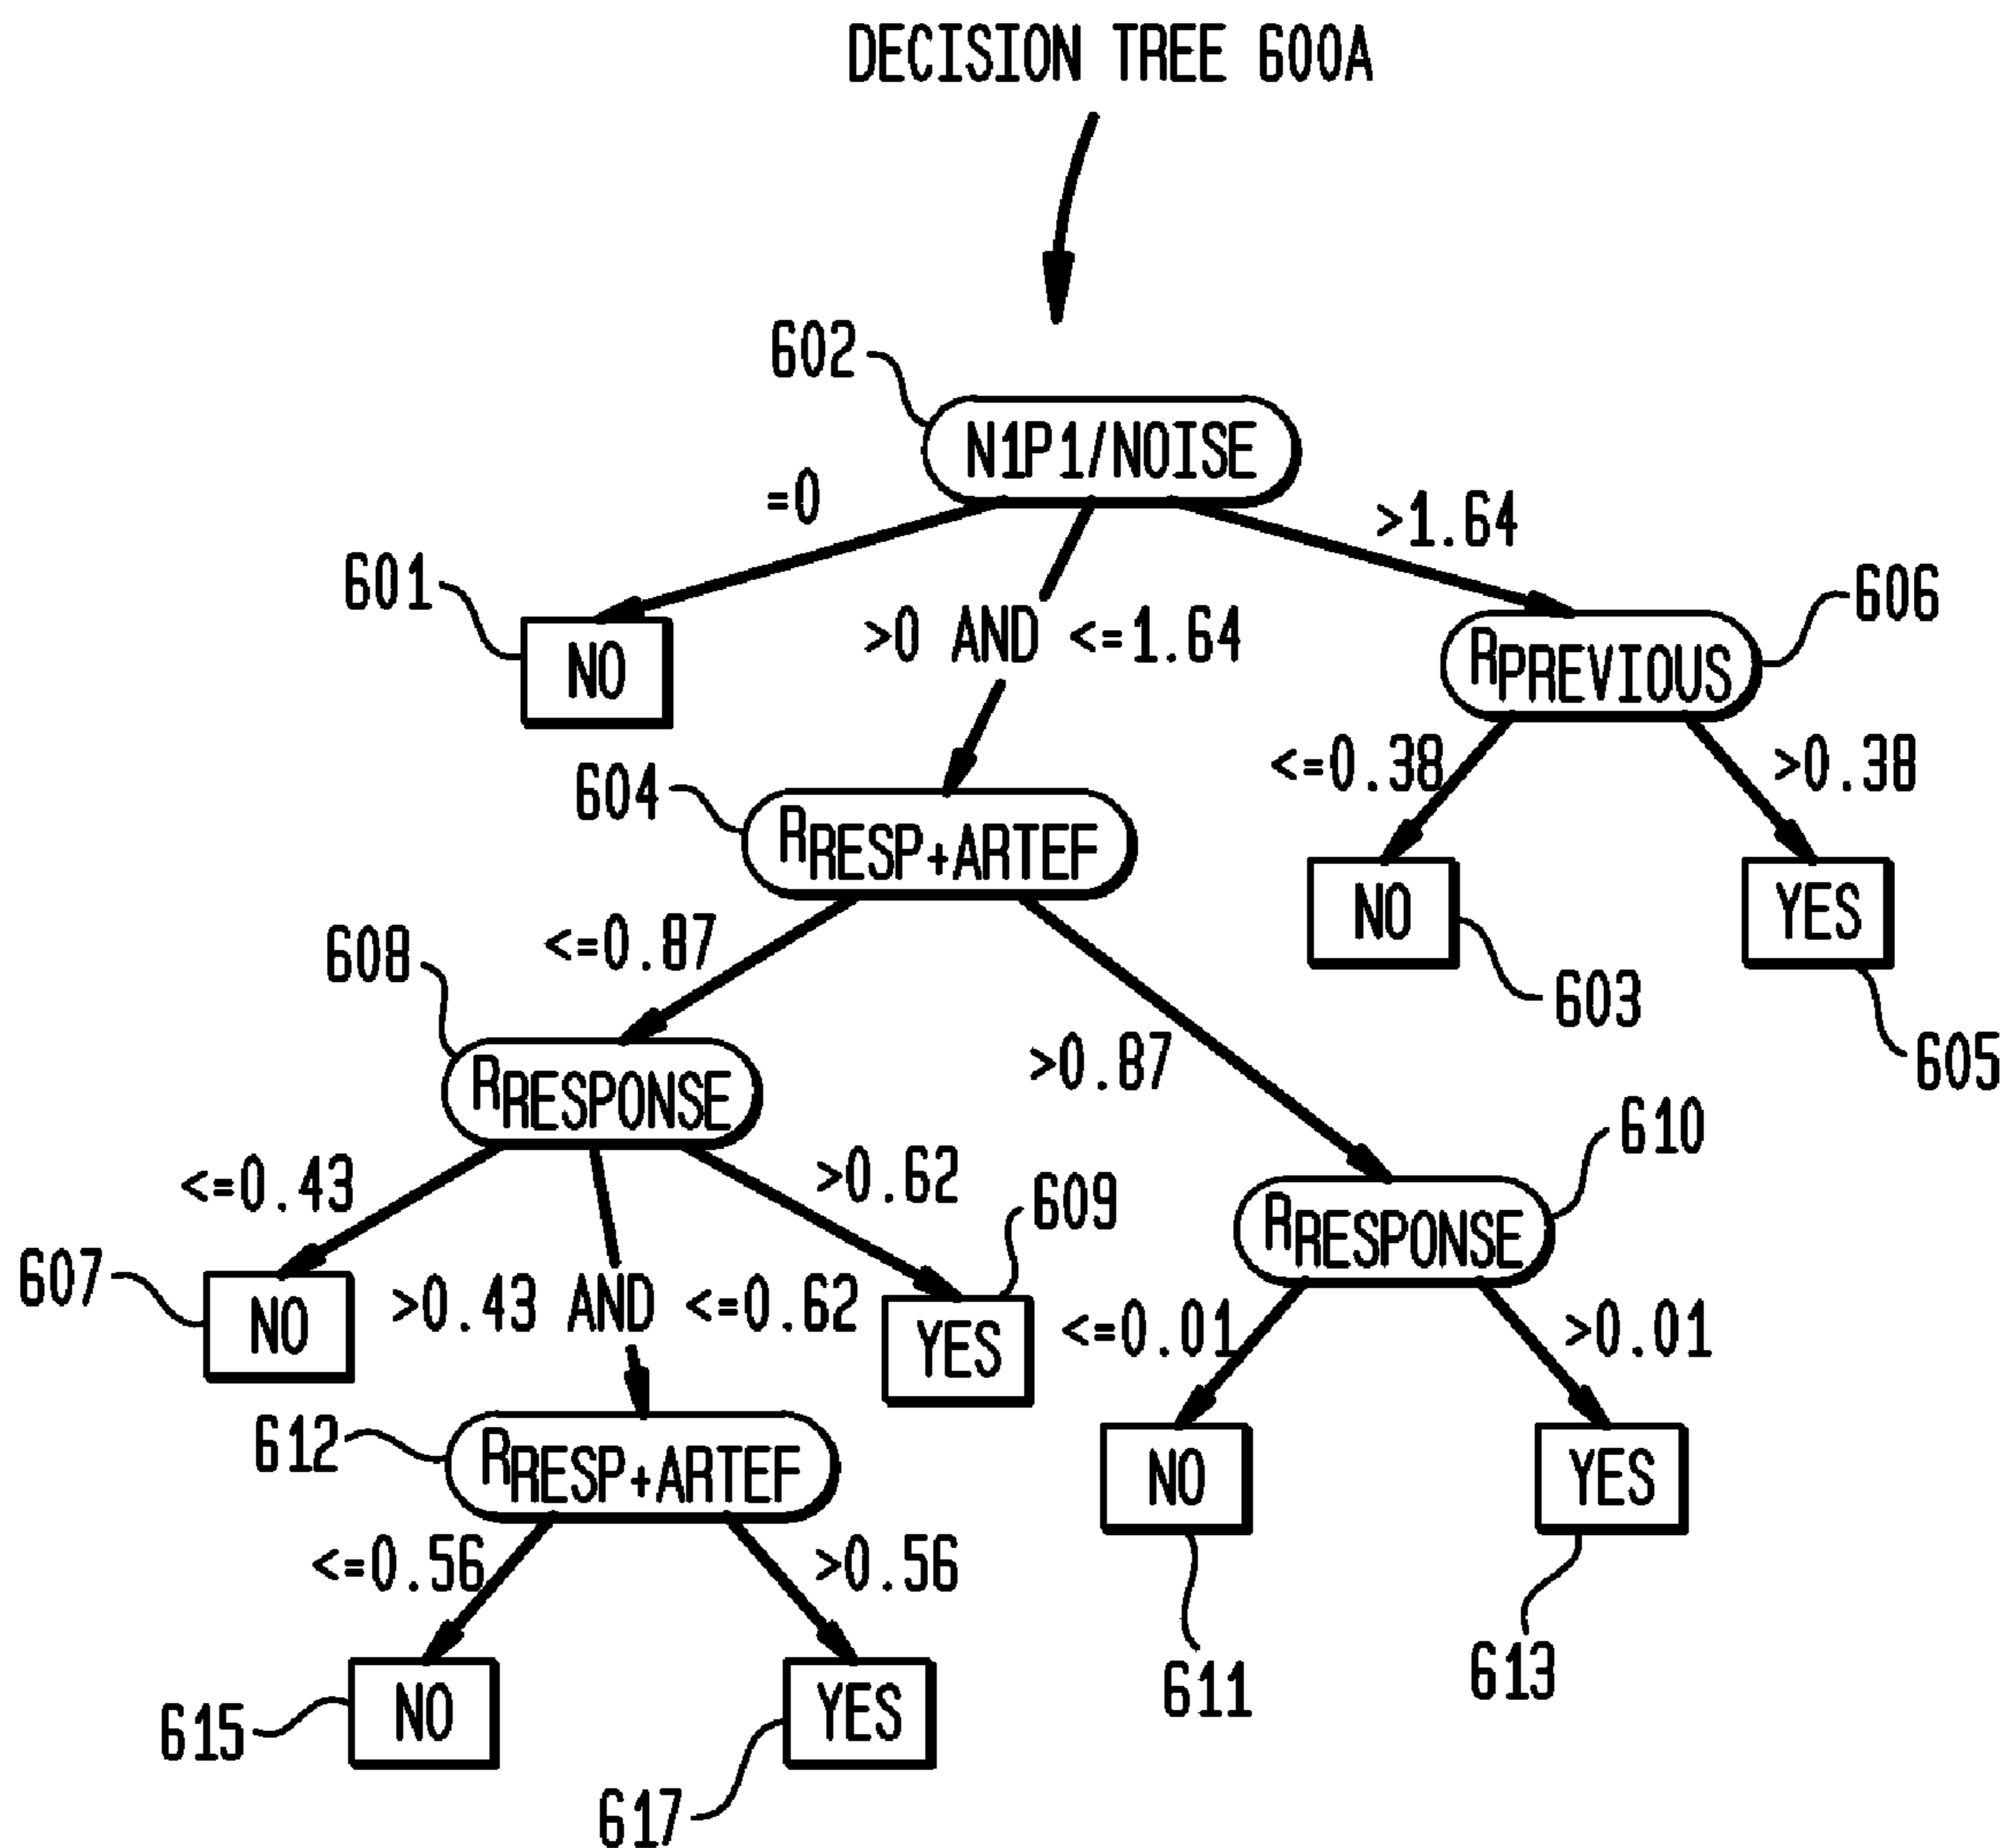 DECISION TREE 600A
602
N1P1/NOISE
=0
>1.64
601
606
NO
>0 AND <=1.64
RPREVIOUS
604
<=0.38
>0.38
RRESP+ARTEF
NO
YES
608
<=0.87
603
>0.87
605
RRESPONSE
610
<=0.43
>0.62
609
RRESPONSE
607
NO
>0.43 AND <=0.62
YES
<=0.01
>0.01
612
RRESP+ARTEF
NO
YES
<=0.56
>0.56
611
613
615
NO
YES
617